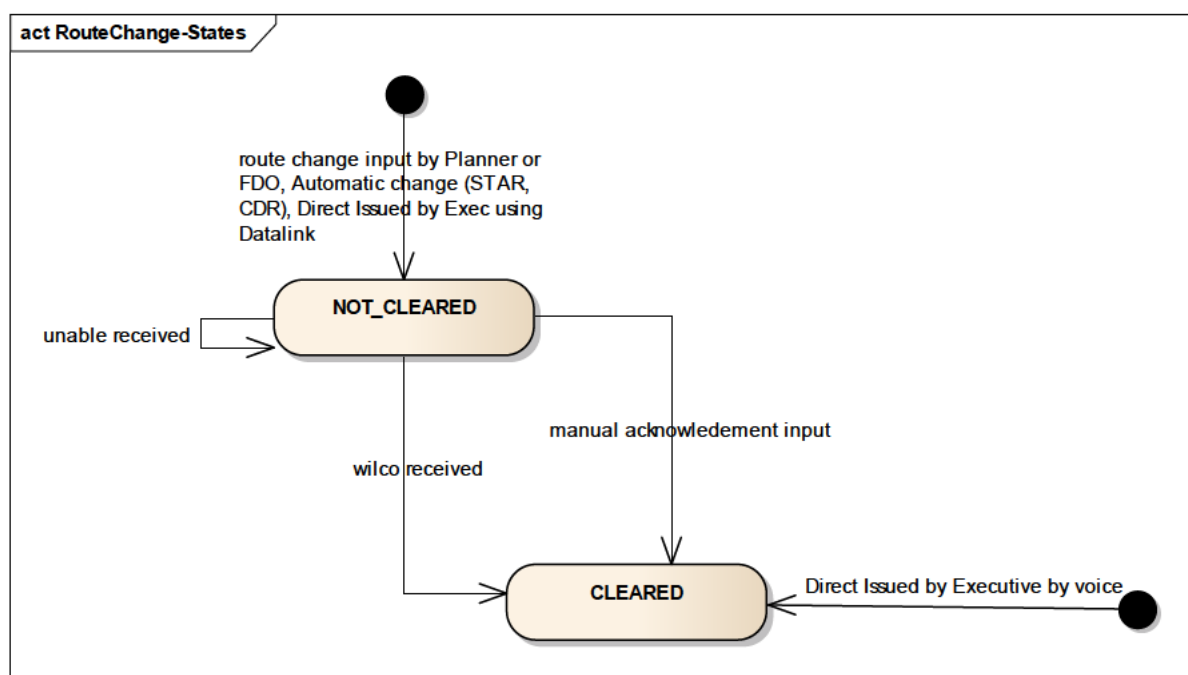 act RouteChange-States
route change input by Planner or
FDO, Automatic change (STAR,
CDR), Direct Issued by Exec using
Datalink
NOT_CLEARED
unable received
manual acknowledement input
wilco received
CLEARED
Direct Issued by Executive by voice